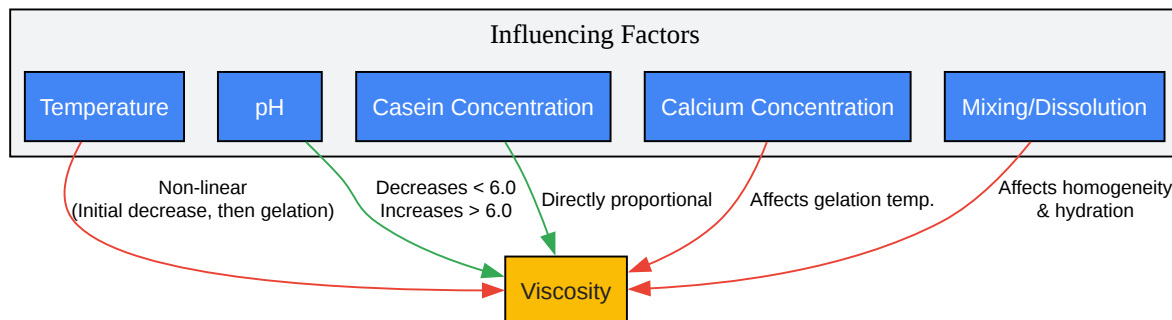 Influencing Factors
Temperature
pH
Casein Concentration
Calcium Concentration
Mixing/Dissolution
Non-linear
(Initial decrease, then gelation)
Decreases < 6.0
Increases > 6.0
Directly proportional
Affects gelation temp.
Affects homogeneity
& hydration
Viscosity